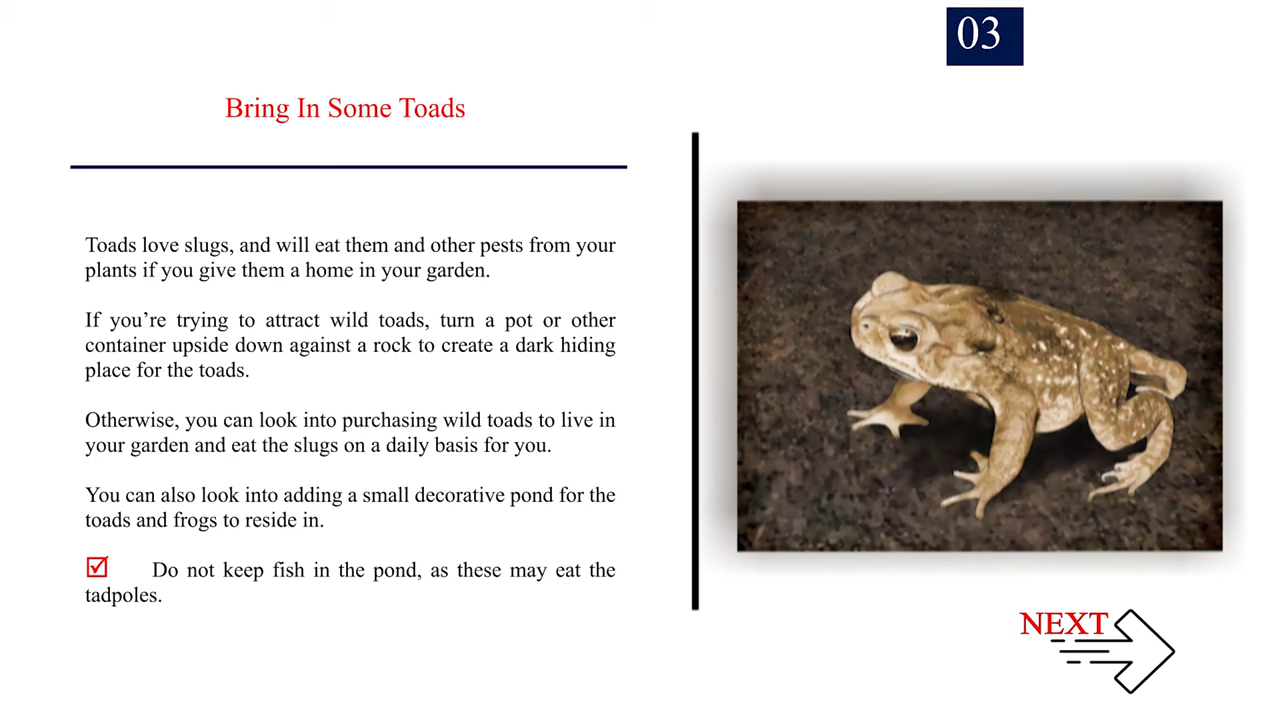 03
Bring In Some Toads
Toads love slugs, and will eat them and other pests from your
plants if you give them a home in your garden.
If you’re trying to attract wild toads, turn a pot or other
container upside down against a rock to create a dark hiding
place for the toads.
Otherwise, you can look into purchasing wild toads to live in
your garden and eat the slugs on a daily basis for you.
You can also look into adding a small decorative pond for the
toads and frogs to reside in.
Do not keep fish in the pond, as these may eat the
tadpoles.
NEXT